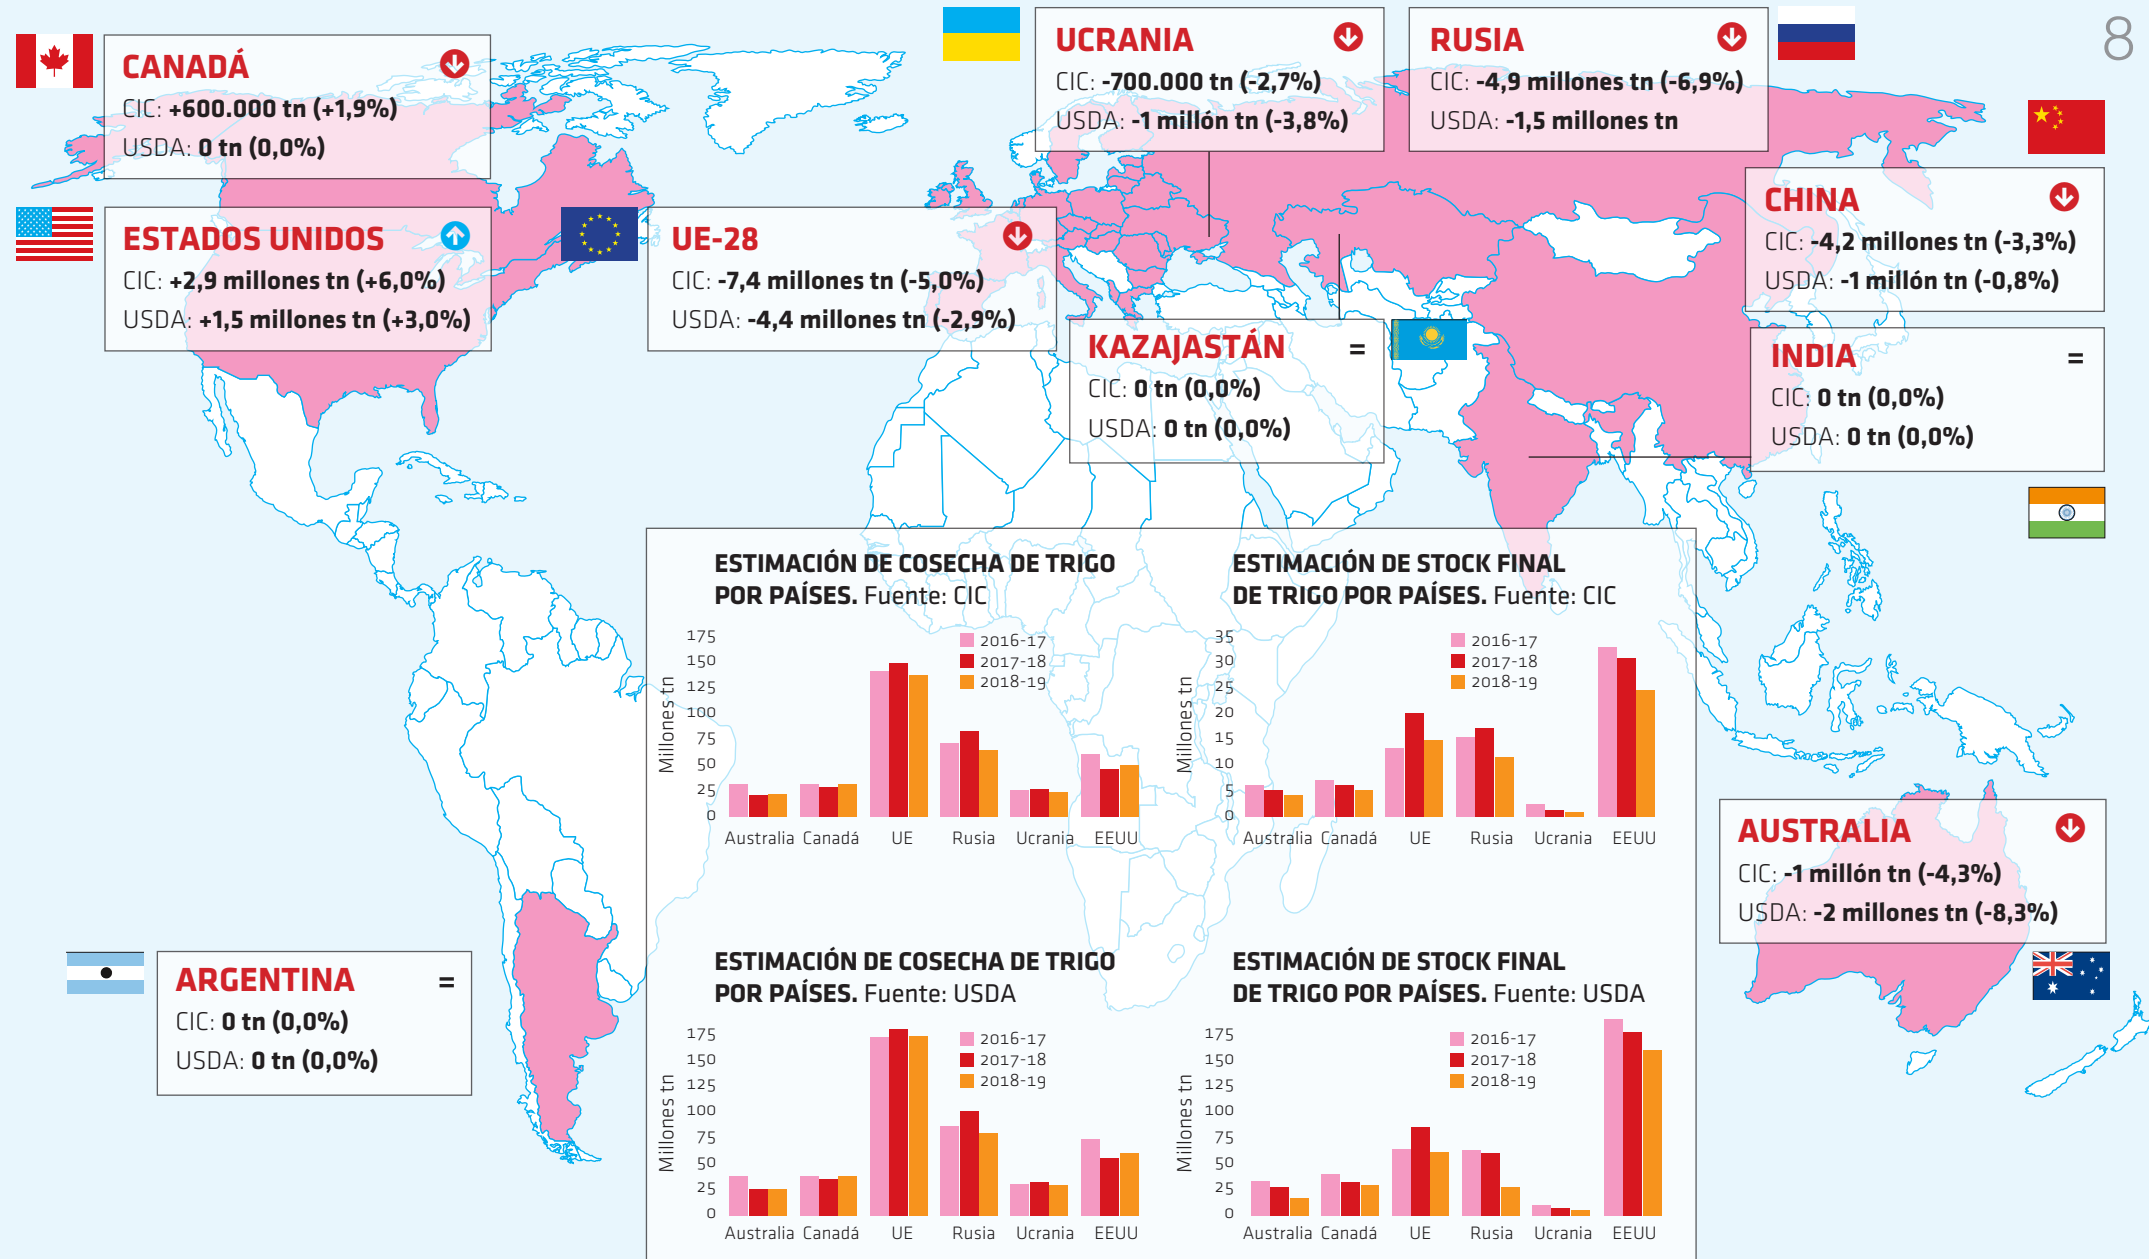 8
CANADÁ
CIC: +600.000 tn (+1,9%)
USDA: 0 tn (0,0%)
UCRANIA
CIC: -700.000 tn (-2,7%)
USDA: -1 millón tn (-3,8%)
RUSIA
CIC: -4,9 millones tn (-6,9%)
USDA: -1,5 millones tn
CHINA
CIC: -4,2 millones tn (-3,3%)
USDA: -1 millón tn (-0,8%)
ESTADOS UNIDOS
CIC: +2,9 millones tn (+6,0%)
USDA: +1,5 millones tn (+3,0%)
UE-28
CIC: -7,4 millones tn (-5,0%)
USDA: -4,4 millones tn (-2,9%)
KAZAJASTÁN =
CIC: 0 tn (0,0%)
USDA: 0 tn (0,0%)
INDIA =
CIC: 0 tn (0,0%)
USDA: 0 tn (0,0%)
AUSTRALIA
CIC: -1 millón tn (-4,3%)
USDA: -2 millones tn (-8,3%)
ARGENTINA =
CIC: 0 tn (0,0%)
USDA: 0 tn (0,0%)
ESTIMACIÓN DE COSECHA DE TRIGO
POR PAÍSES. Fuente: CIC
Millones tn
175
150
125
100
75
50
25
0
2016-17
2017-18
2018-19
Australia Canadá UE Rusia Ucrania EEUU
ESTIMACIÓN DE STOCK FINAL
DE TRIGO POR PAÍSES. Fuente: CIC
Millones tn
35
30
25
20
15
10
5
0
2016-17
2017-18
2018-19
Australia Canadá UE Rusia Ucrania EEUU
ESTIMACIÓN DE COSECHA DE TRIGO
POR PAÍSES. Fuente: USDA
Millones tn
175
150
125
100
75
50
25
0
2016-17
2017-18
2018-19
Australia Canadá UE Rusia Ucrania EEUU
ESTIMACIÓN DE STOCK FINAL
DE TRIGO POR PAÍSES. Fuente: USDA
Millones tn
175
150
125
100
75
50
25
0
2016-17
2017-18
2018-19
Australia Canadá UE Rusia Ucrania EEUU